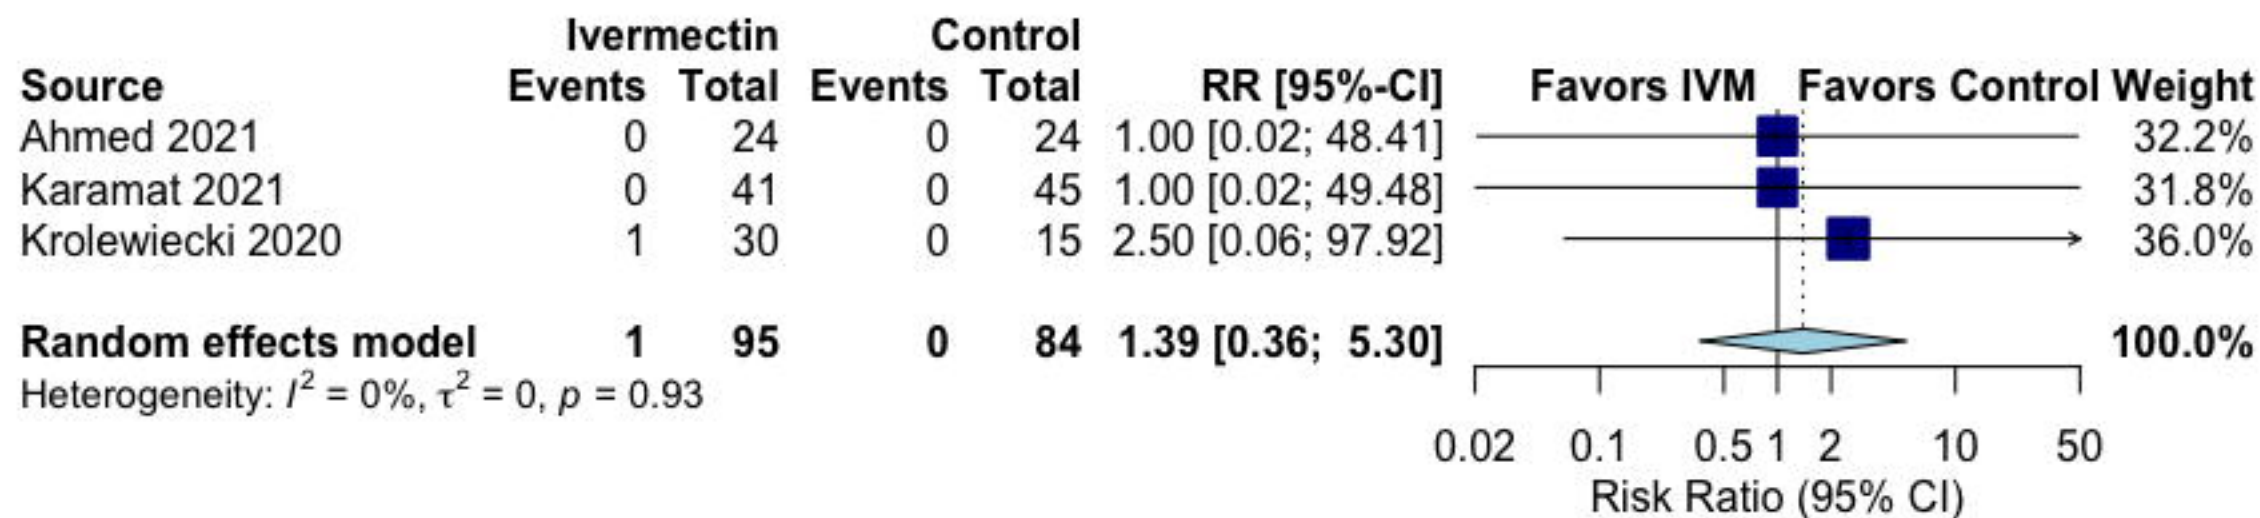 Ivermectin Control
Source Events Total Events Total RR [95%-CI] Favors IVM Favors Control Weight
Ahmed 2021 0 24 0 24 1.00 [0.02; 48.41] 32.2%
Karamat 2021 0 41 0 45 1.00 [0.02; 49.48] 31.8%
Krolewiecki 2020 1 30 0 15 2.50 [0.06; 97.92] 36.0%
Random effects model 1 95 0 84 1.39 [0.36; 5.30] 100.0%
Heterogeneity: I² = 0%, τ² = 0, p = 0.93
0.02 0.1 0.5 1 2 10 50
Risk Ratio (95% CI)